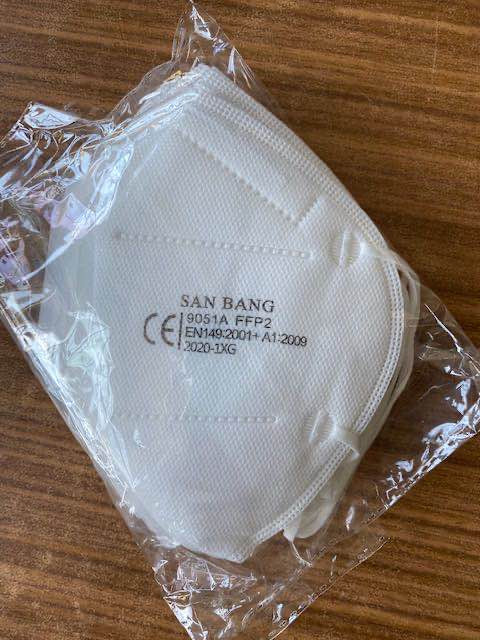 SAN BANG
9051A FFP2
CE EN149:2001+ A1:2009
2020-1XG